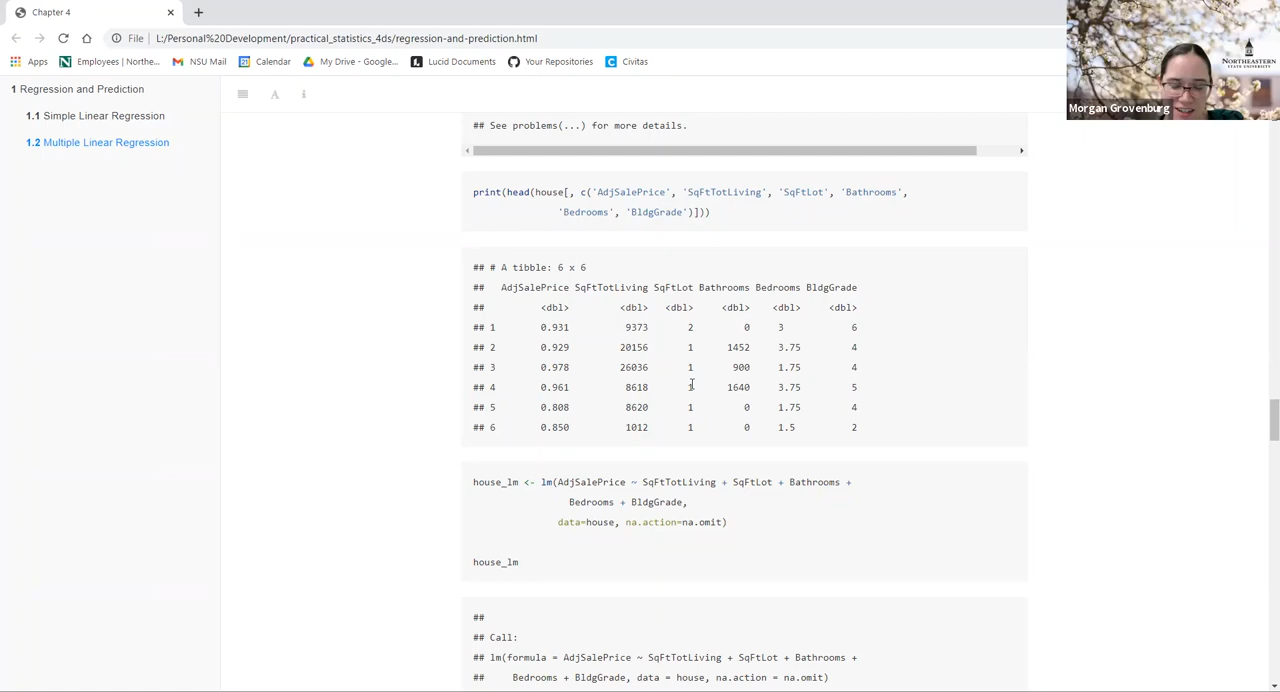 Chapter 4
File
L:/Personal%20Development/practical_statistics_4ds/regression-and-prediction.html
Apps
Employees | Northe...
NSU Mail
Calendar
My Drive - Google...
Lucid Documents
Your Repositories
Civitas
NORTHEASTERN
STATE UNIVERSITY
Morgan Grovenburg
1 Regression and Prediction
1.1 Simple Linear Regression
1.2 Multiple Linear Regression
## See problems(...) for more details.
print(head(house[, c('AdjSalePrice', 'SqFtTotLiving', 'SqFtLot', 'Bathrooms',
'Bedrooms', 'BldgGrade')]))
## # A tibble: 6 x 6
## AdjSalePrice SqFtTotLiving SqFtLot Bathrooms Bedrooms BldgGrade
## <dbl> <dbl> <dbl> <dbl> <dbl> <dbl>
## 1 0.931 9373 2 0 3 6
## 2 0.929 20156 1 1452 3.75 4
## 3 0.978 26036 1 900 1.75 4
## 4 0.961 8618 1 1640 3.75 5
## 5 0.808 8620 1 0 1.75 4
## 6 0.850 1012 1 0 1.5 2
house_lm <- lm(AdjSalePrice ~ SqFtTotLiving + SqFtLot + Bathrooms +
Bedrooms + BldgGrade,
data=house, na.action=na.omit)
house_lm
##
## Call:
## lm(formula = AdjSalePrice ~ SqFtTotLiving + SqFtLot + Bathrooms +
## Bedrooms + BldgGrade, data = house, na.action = na.omit)